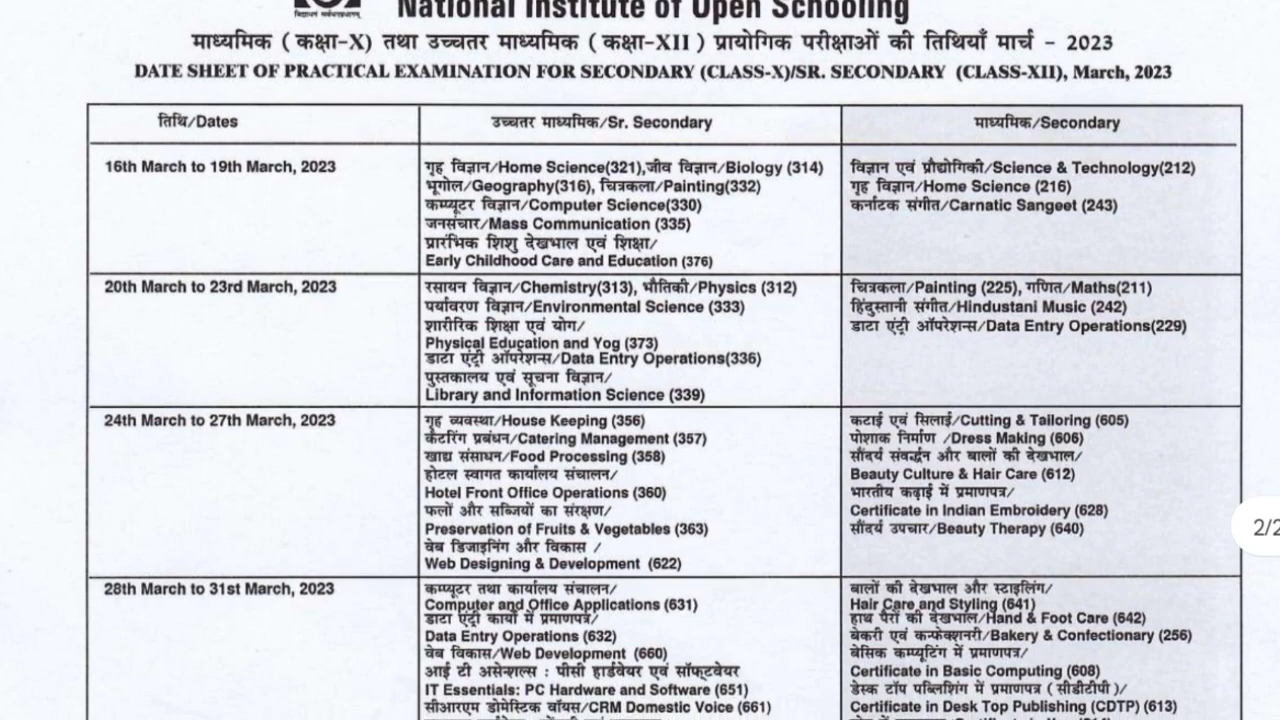 विद्याधनं सर्वधनप्रधानम्
National Institute of Open Schooling
माध्यमिक ( कक्षा-X) तथा उच्चतर माध्यमिक ( कक्षा-XII ) प्रायोगिक परीक्षाओं की तिथियाँ मार्च - 2023
DATE SHEET OF PRACTICAL EXAMINATION FOR SECONDARY (CLASS-X)/SR. SECONDARY (CLASS-XII), March, 2023
तिथि/Dates
उच्चतर माध्यमिक/Sr. Secondary
माध्यमिक/Secondary
16th March to 19th March, 2023
गृह विज्ञान/Home Science(321),जीव विज्ञान/Biology (314)
भूगोल/Geography(316), चित्रकला/Painting(332)
कम्प्यूटर विज्ञान/Computer Science(330)
जनसंचार/Mass Communication (335)
प्रारंभिक शिशु देखभाल एवं शिक्षा/
Early Childhood Care and Education (376)
विज्ञान एवं प्रौद्योगिकी/Science & Technology(212)
गृह विज्ञान/Home Science (216)
कर्नाटक संगीत/Carnatic Sangeet (243)
20th March to 23rd March, 2023
रसायन विज्ञान/Chemistry(313), भौतिकी/Physics (312)
पर्यावरण विज्ञान/Environmental Science (333)
शारीरिक शिक्षा एवं योग/
Physical Education and Yog (373)
डाटा एंट्री ऑपरेशन्स/Data Entry Operations(336)
पुस्तकालय एवं सूचना विज्ञान/
Library and Information Science (339)
चित्रकला/Painting (225), गणित/Maths(211)
हिंदुस्तानी संगीत/Hindustani Music (242)
डाटा एंट्री ऑपरेशन्स/Data Entry Operations(229)
24th March to 27th March, 2023
गृह व्यवस्था/House Keeping (356)
कैटरिंग प्रबंधन/Catering Management (357)
खाद्य संसाधन/Food Processing (358)
होटल स्वागत कार्यालय संचालन/
Hotel Front Office Operations (360)
फलों और सब्जियों का संरक्षण/
Preservation of Fruits & Vegetables (363)
वेब डिजाइनिंग और विकास /
Web Designing & Development (622)
कटाई एवं सिलाई/Cutting & Tailoring (605)
पोशाक निर्माण /Dress Making (606)
सौंदर्य संवर्द्धन और बालों की देखभाल/
Beauty Culture & Hair Care (612)
भारतीय कढ़ाई में प्रमाणपत्र/
Certificate in Indian Embroidery (628)
सौंदर्य उपचार/Beauty Therapy (640)
2/2
28th March to 31st March, 2023
कम्प्यूटर तथा कार्यालय संचालन/
Computer and Office Applications (631)
डाटा एंट्री कार्यों में प्रमाणपत्र/
Data Entry Operations (632)
वेब विकास/Web Development (660)
आई टी असेन्शल्स : पीसी हार्डवेयर एवं सॉफ्टवेयर
IT Essentials: PC Hardware and Software (651)
सीआरएम डोमेस्टिक वॉयस/CRM Domestic Voice (661)
बालों की देखभाल और स्टाइलिंग/
Hair Care and Styling (641)
हाथ पैरों की देखभाल/Hand & Foot Care (642)
बेकरी एवं कन्फेक्शनरी/Bakery & Confectionary (256)
बेसिक कम्प्यूटिंग में प्रमाणपत्र/
Certificate in Basic Computing (608)
डेस्क टॉप पब्लिशिंग में प्रमाणपत्र ( सीडीटीपी )/
Certificate in Desk Top Publishing (CDTP) (613)